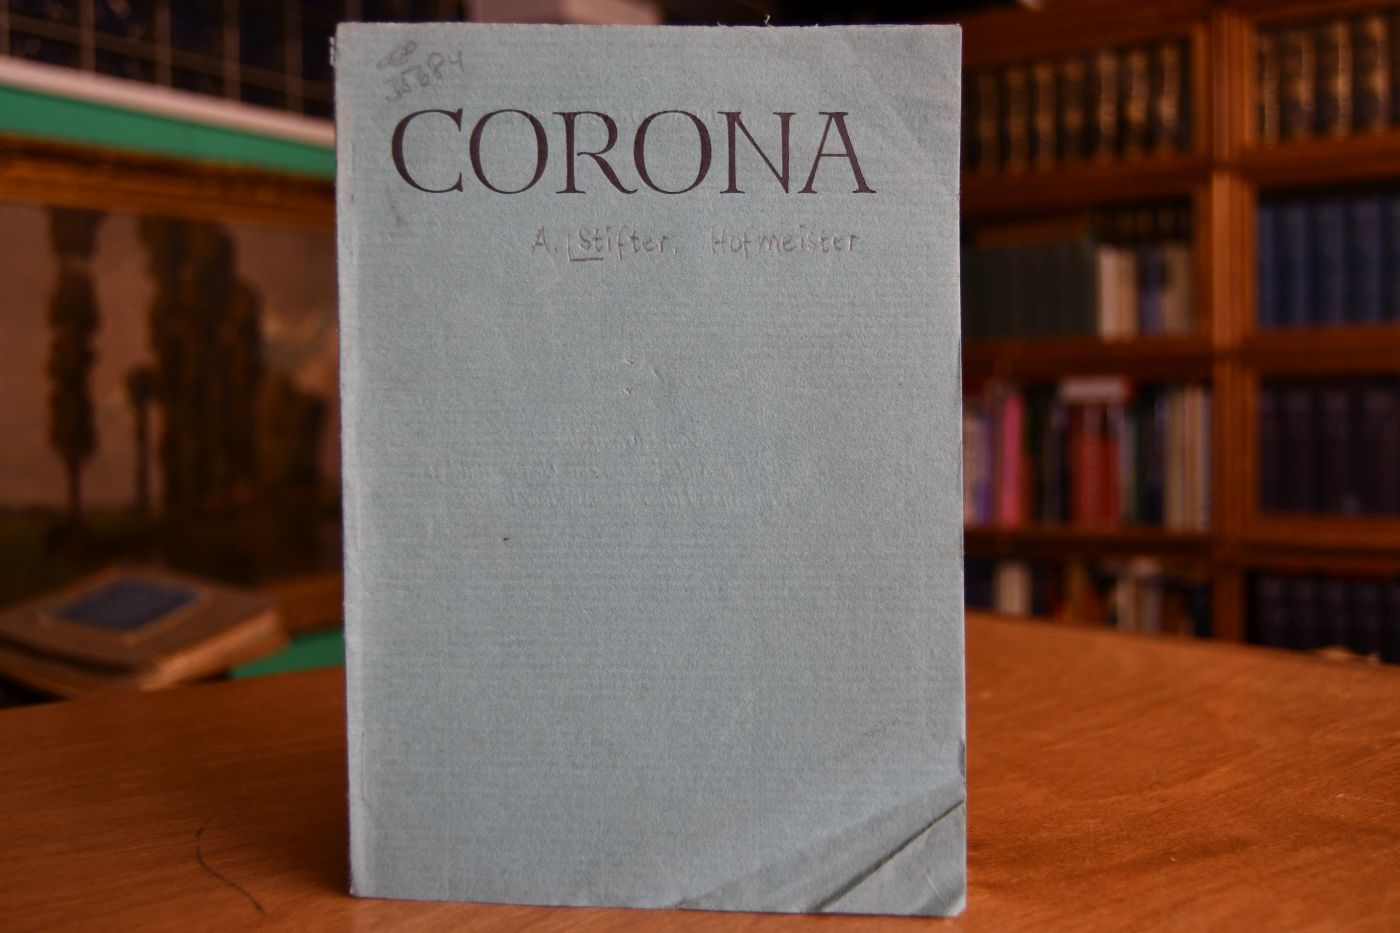 35684
CORONA
A. Stifter, Hofmeister